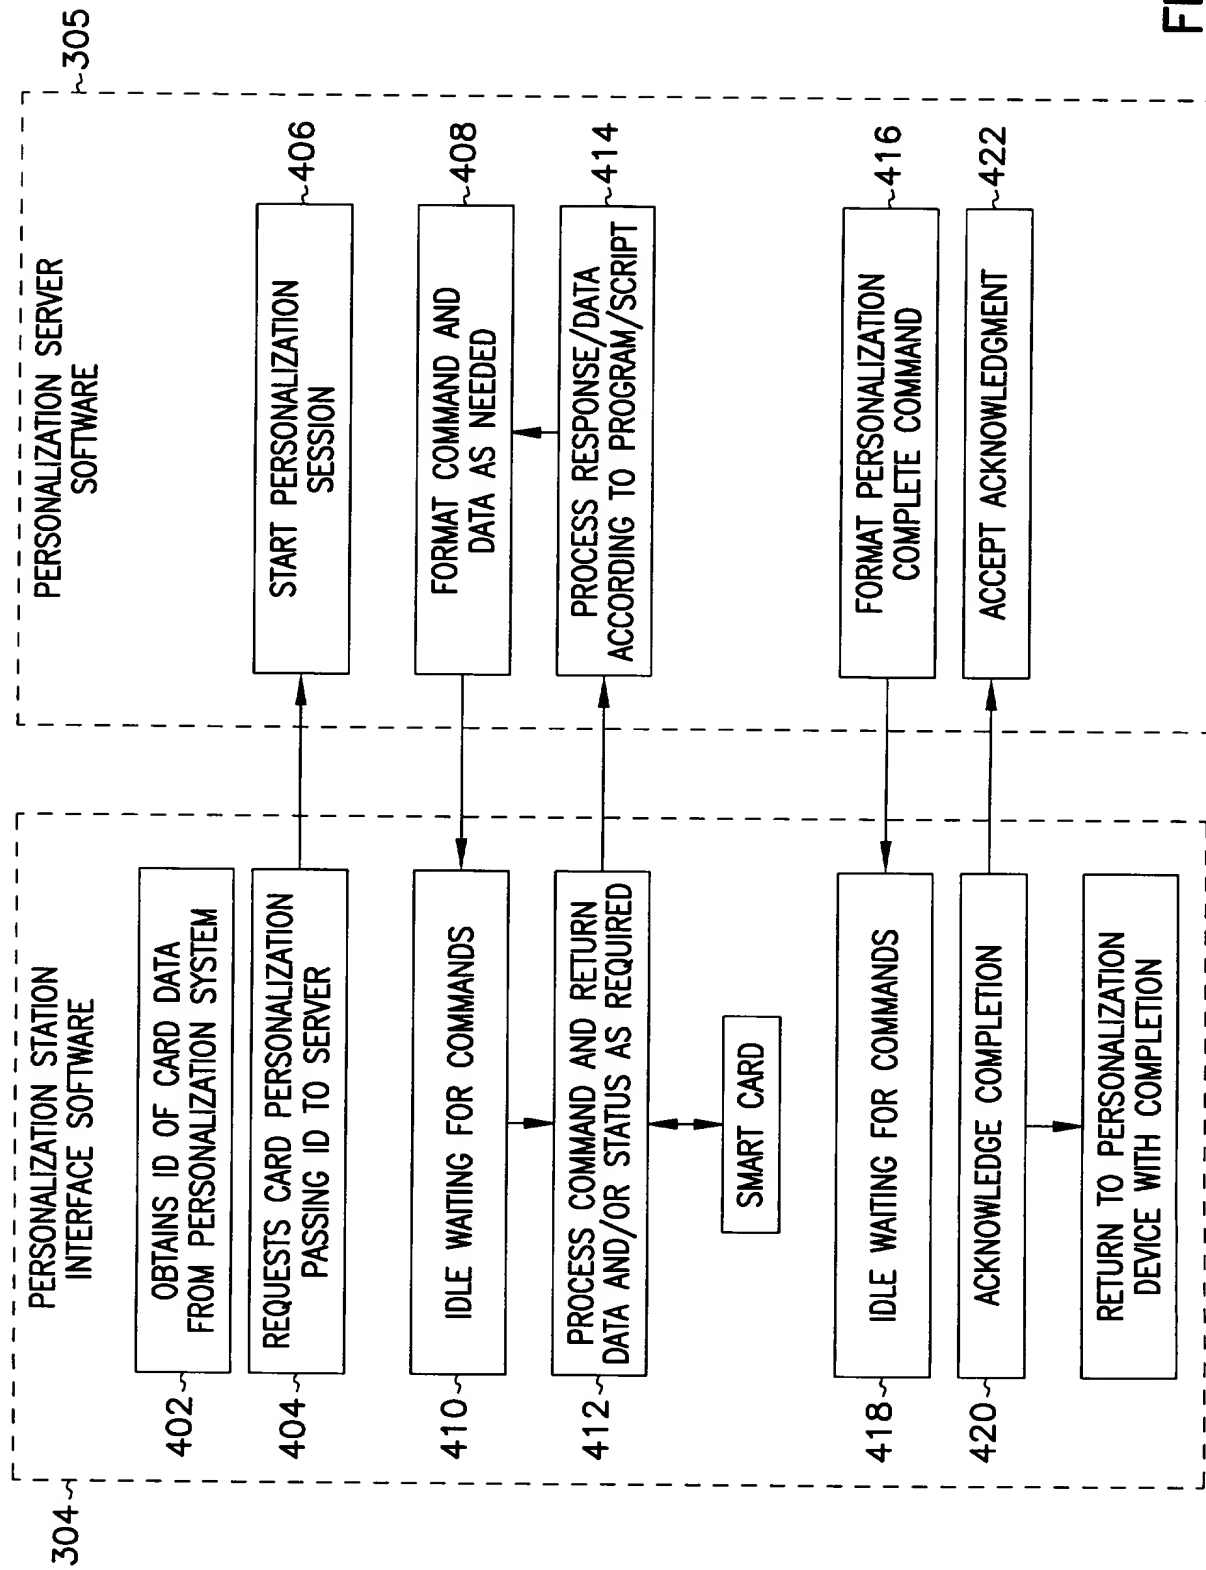 304
PERSONALIZATION STATION
INTERFACE SOFTWARE
402
OBTAINS ID OF CARD DATA
FROM PERSONALIZATION SYSTEM
404
REQUESTS CARD PERSONALIZATION
PASSING ID TO SERVER
410
IDLE WAITING FOR COMMANDS
412
PROCESS COMMAND AND RETURN
DATA AND/OR STATUS AS REQUIRED
SMART CARD
418
IDLE WAITING FOR COMMANDS
420
ACKNOWLEDGE COMPLETION
RETURN TO PERSONALIZATION
DEVICE WITH COMPLETION
305
PERSONALIZATION SERVER
SOFTWARE
START PERSONALIZATION
SESSION
406
FORMAT COMMAND AND
DATA AS NEEDED
408
PROCESS RESPONSE/DATA
ACCORDING TO PROGRAM/SCRIPT
414
FORMAT PERSONALIZATION
COMPLETE COMMAND
416
ACCEPT ACKNOWLEDGMENT
422